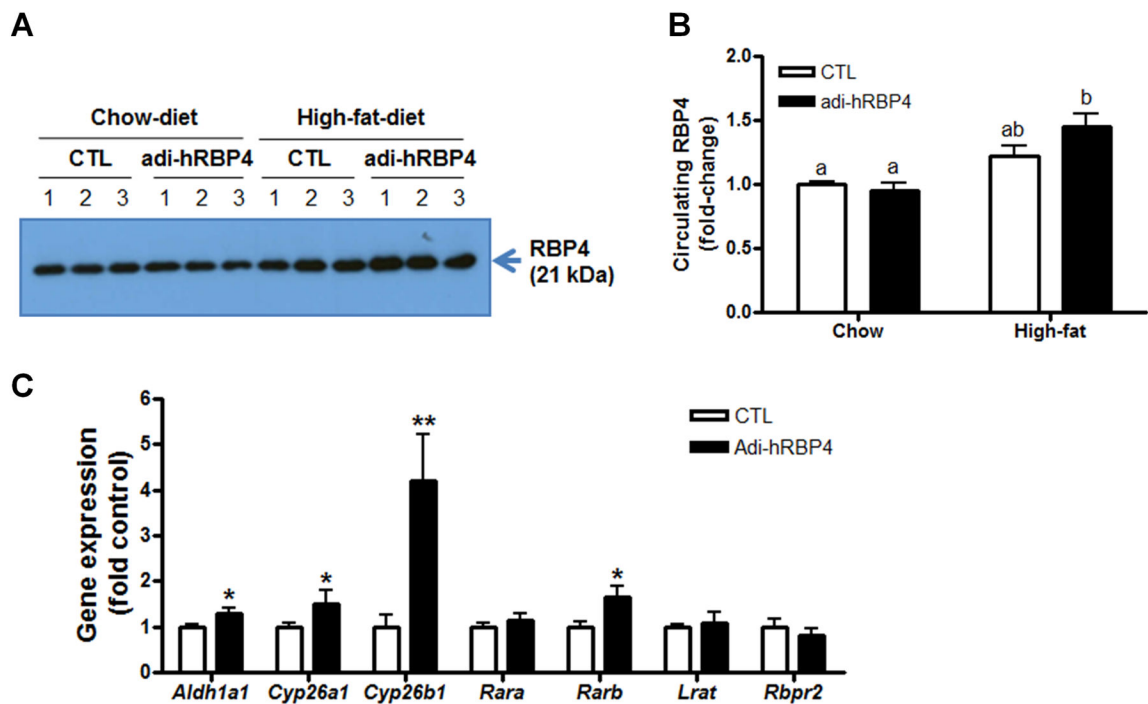 A
Chow-diet High-fat-diet
CTL adi-hRBP4 CTL adi-hRBP4
1 2 3 1 2 3 1 2 3 1 2 3
RBP4
(21 kDa)
B
Circulating RBP4
(fold-change)
2.0
1.5
1.0
0.5
0.0
CTL
adi-hRBP4
a a ab b
Chow High-fat
C
Gene expression
(fold control)
6
5
4
3
2
1
0
CTL
Adi-hRBP4
* * ** *
Aldh1a1 Cyp26a1 Cyp26b1 Rara Rarb Lrat Rbpr2